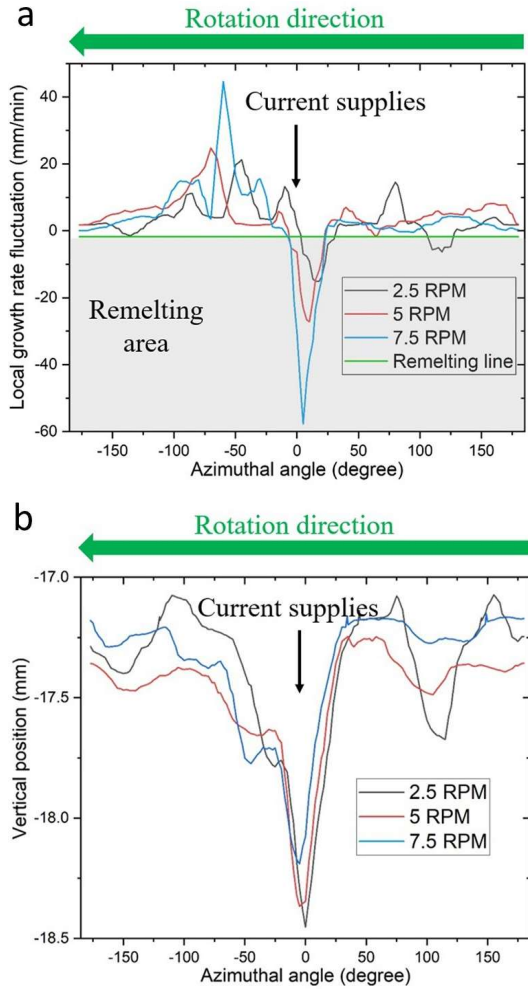 a
Rotation direction
Local growth rate fluctuation (mm/min)
40
20
0
-20
-40
-60
Current supplies
Remelting
area
2.5 RPM
5 RPM
7.5 RPM
Remelting line
-150 -100 -50 0 50 100 150
Azimuthal angle (degree)
b
Rotation direction
Vertical position (mm)
-17.0
-17.5
-18.0
-18.5
Current supplies
2.5 RPM
5 RPM
7.5 RPM
-150 -100 -50 0 50 100 150
Azimuthal angle (degree)